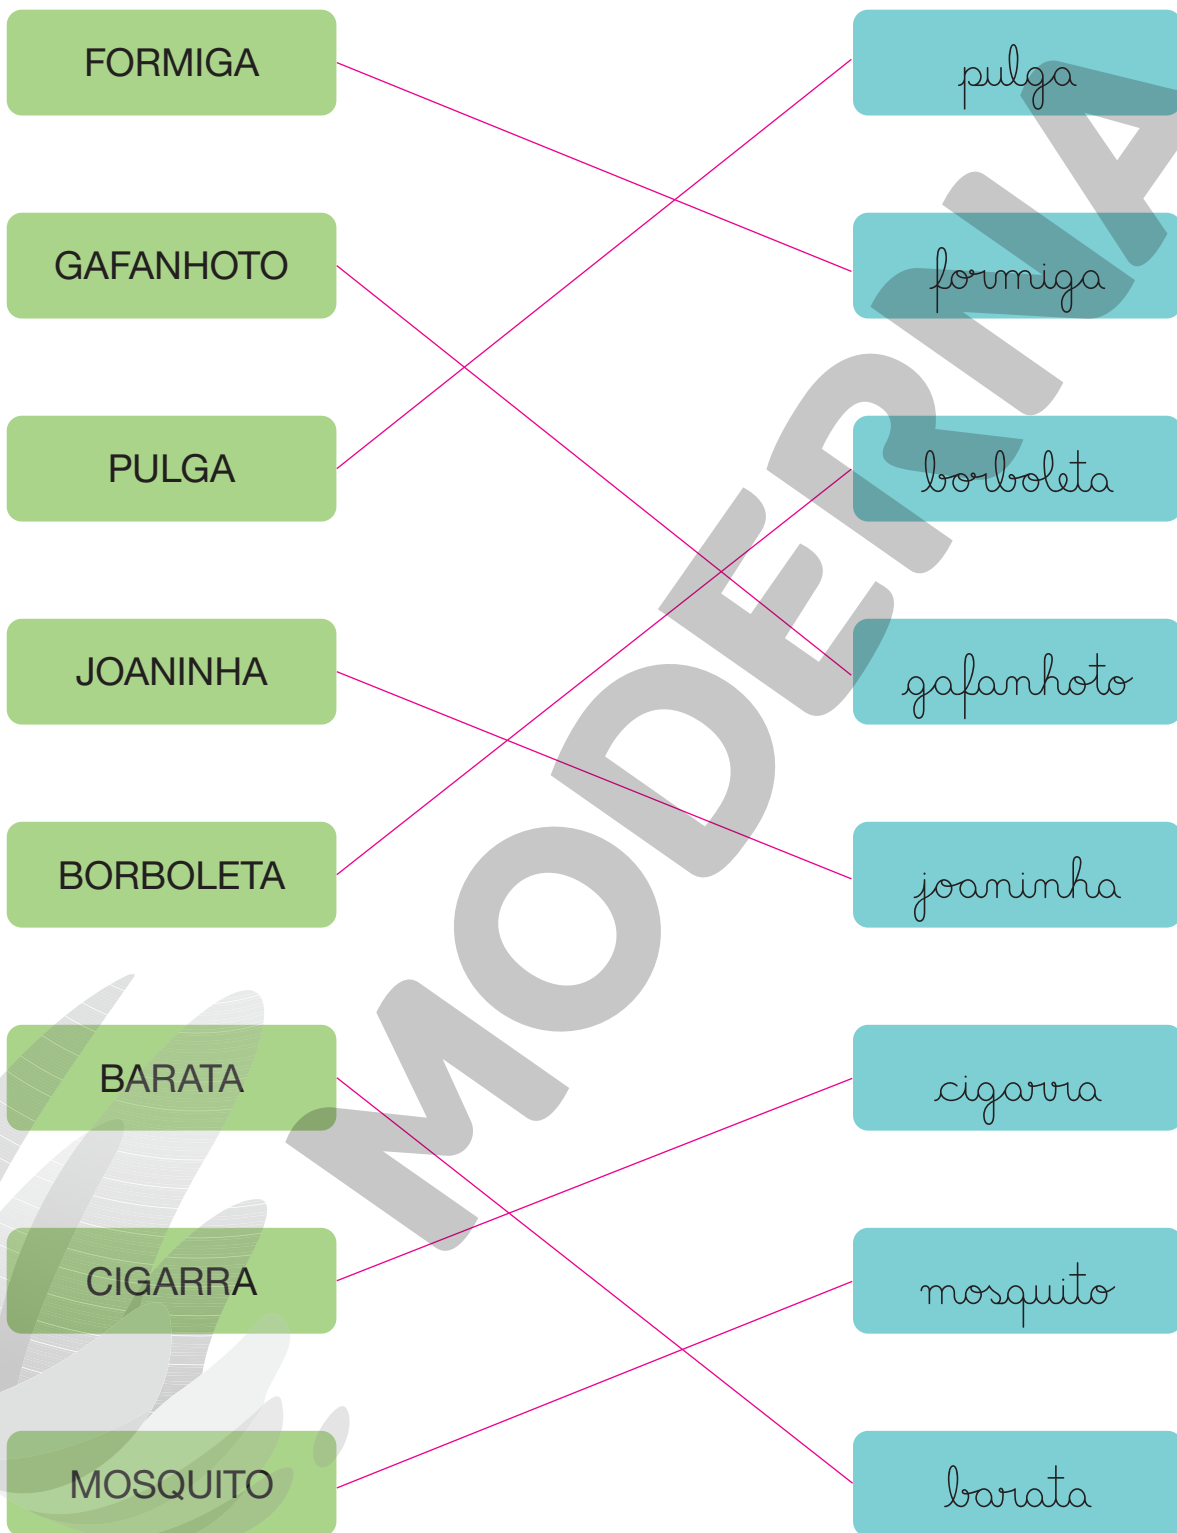 FORMIGA
pulga
GAFANHOTO
formiga
PULGA
borboleta
JOANINHA
gafanhoto
BORBOLETA
joaninha
BARATA
cigarra
CIGARRA
mosquito
MOSQUITO
barata
MODERNA